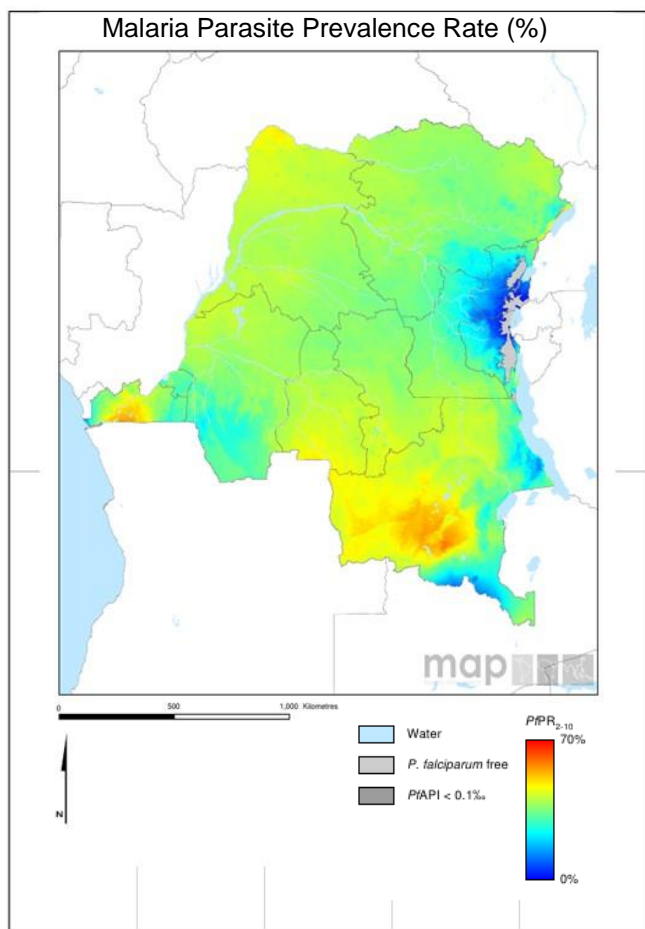 Malaria Parasite Prevalence Rate (%)
map
0 500 1,000 Kilometres
N
Water
P. falciparum free
PfAPI < 0.1‰
PfPR2-10
70%
0%